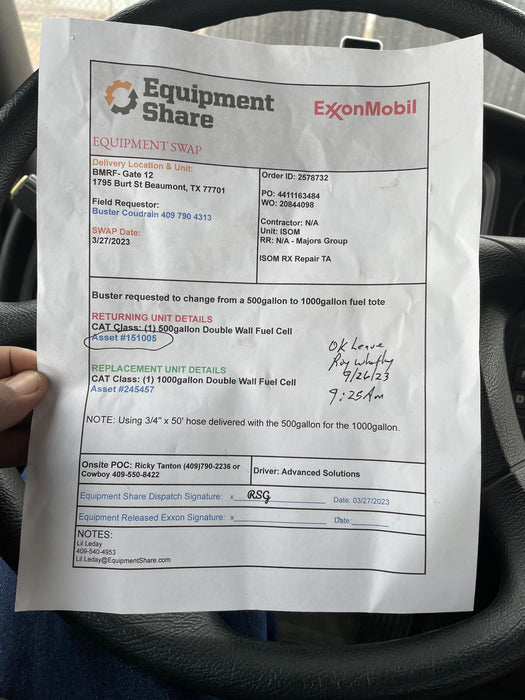 Equipment
Share
ExxonMobil
EQUIPMENT SWAP
Delivery Location & Unit:
BMRF- Gate 12
1795 Burt St Beaumont, TX 77701
Field Requestor:
Buster Coudrain 409 790 4313
SWAP Date:
3/27/2023
Order ID: 2578732
PO: 4411163484
WO: 20844098
Contractor: N/A
Unit: ISOM
RR: N/A - Majors Group
ISOM RX Repair TA
Buster requested to change from a 500gallon to 1000gallon fuel tote
RETURNING UNIT DETAILS
CAT Class: (1) 500gallon Double Wall Fuel Cell
Asset #151005
OK Leave
Roy
9/26/23
9:25 Am
REPLACEMENT UNIT DETAILS
CAT Class: (1) 1000gallon Double Wall Fuel Cell
Asset #245457
NOTE: Using 3/4" x 50' hose delivered with the 500gallon for the 1000gallon.
Onsite POC: Ricky Tanton (409)790-2236 or
Cowboy 409-550-8422
Driver: Advanced Solutions
Equipment Share Dispatch Signature: x RSG Date: 03/27/2023
Equipment Released Exxon Signature: x Date:
NOTES:
Lil Leday
409-540-4953
Lil.Leday@EquipmentShare.com